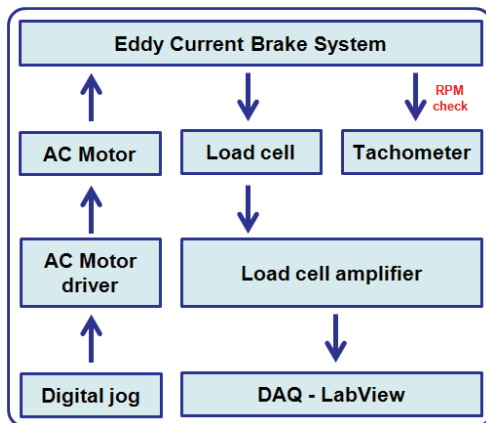 Eddy Current Brake System
RPM
check
AC Motor
Load cell
Tachometer
AC Motor
driver
Load cell amplifier
Digital jog
DAQ - LabView